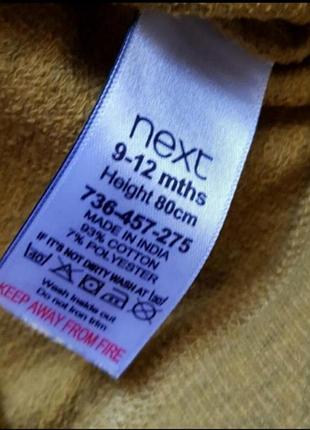 next
9-12 mths
Height 80cm
736-457-275
MADE IN INDIA
93% COTTON
7% POLYESTER
IF IT'S NOT DIRTY WASH AT 30°
Wash inside out
Do not iron trim
KEEP AWAY FROM FIRE